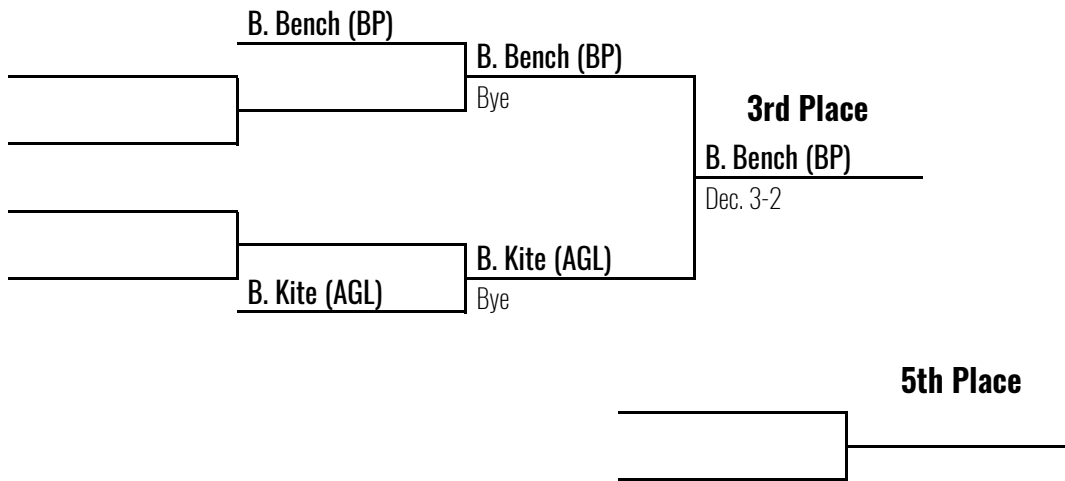 B. Bench (BP)
B. Bench (BP)
Bye
3rd Place
B. Bench (BP)
Dec. 3-2
B. Kite (AGL)
B. Kite (AGL)
Bye
5th Place